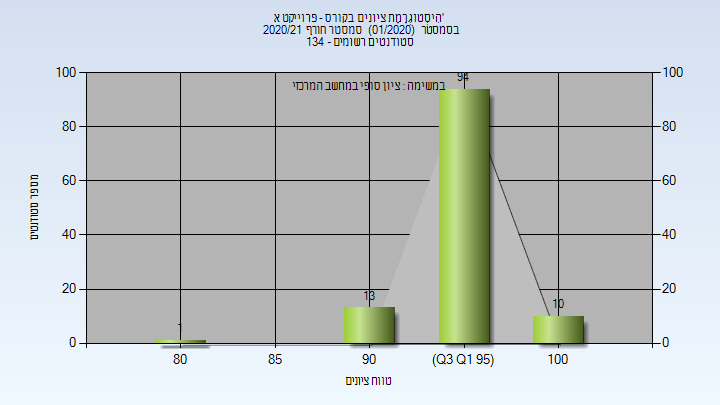 היסטוגרמת ציונים בקורס - פרוייקט א'
בסמסטר (01/2020) סמסטר חורף 2020/21
סטודנטים רשומים - 134
במשימה : ציון סופי במחשב המרכזי
מספר סטודנטים
100
80
60
40
20
0
100
80
60
40
20
0
1
13
94
10
80
85
90
(Q3 Q1 95)
100
טווח ציונים